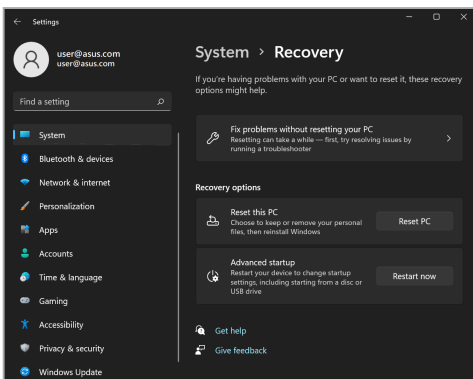 Settings
user@asus.com
user@asus.com
Find a setting
System
Bluetooth & devices
Network & internet
Personalization
Apps
Accounts
Time & language
Gaming
Accessibility
Privacy & security
Windows Update
System > Recovery
If you're having problems with your PC or want to reset it, these recovery
options might help.
Fix problems without resetting your PC
Resetting can take a while — first, try resolving issues by
running a troubleshooter
Recovery options
Reset this PC
Choose to keep or remove your personal
files, then reinstall Windows
Reset PC
Advanced startup
Restart your device to change startup
settings, including starting from a disc or
USB drive
Restart now
Get help
Give feedback